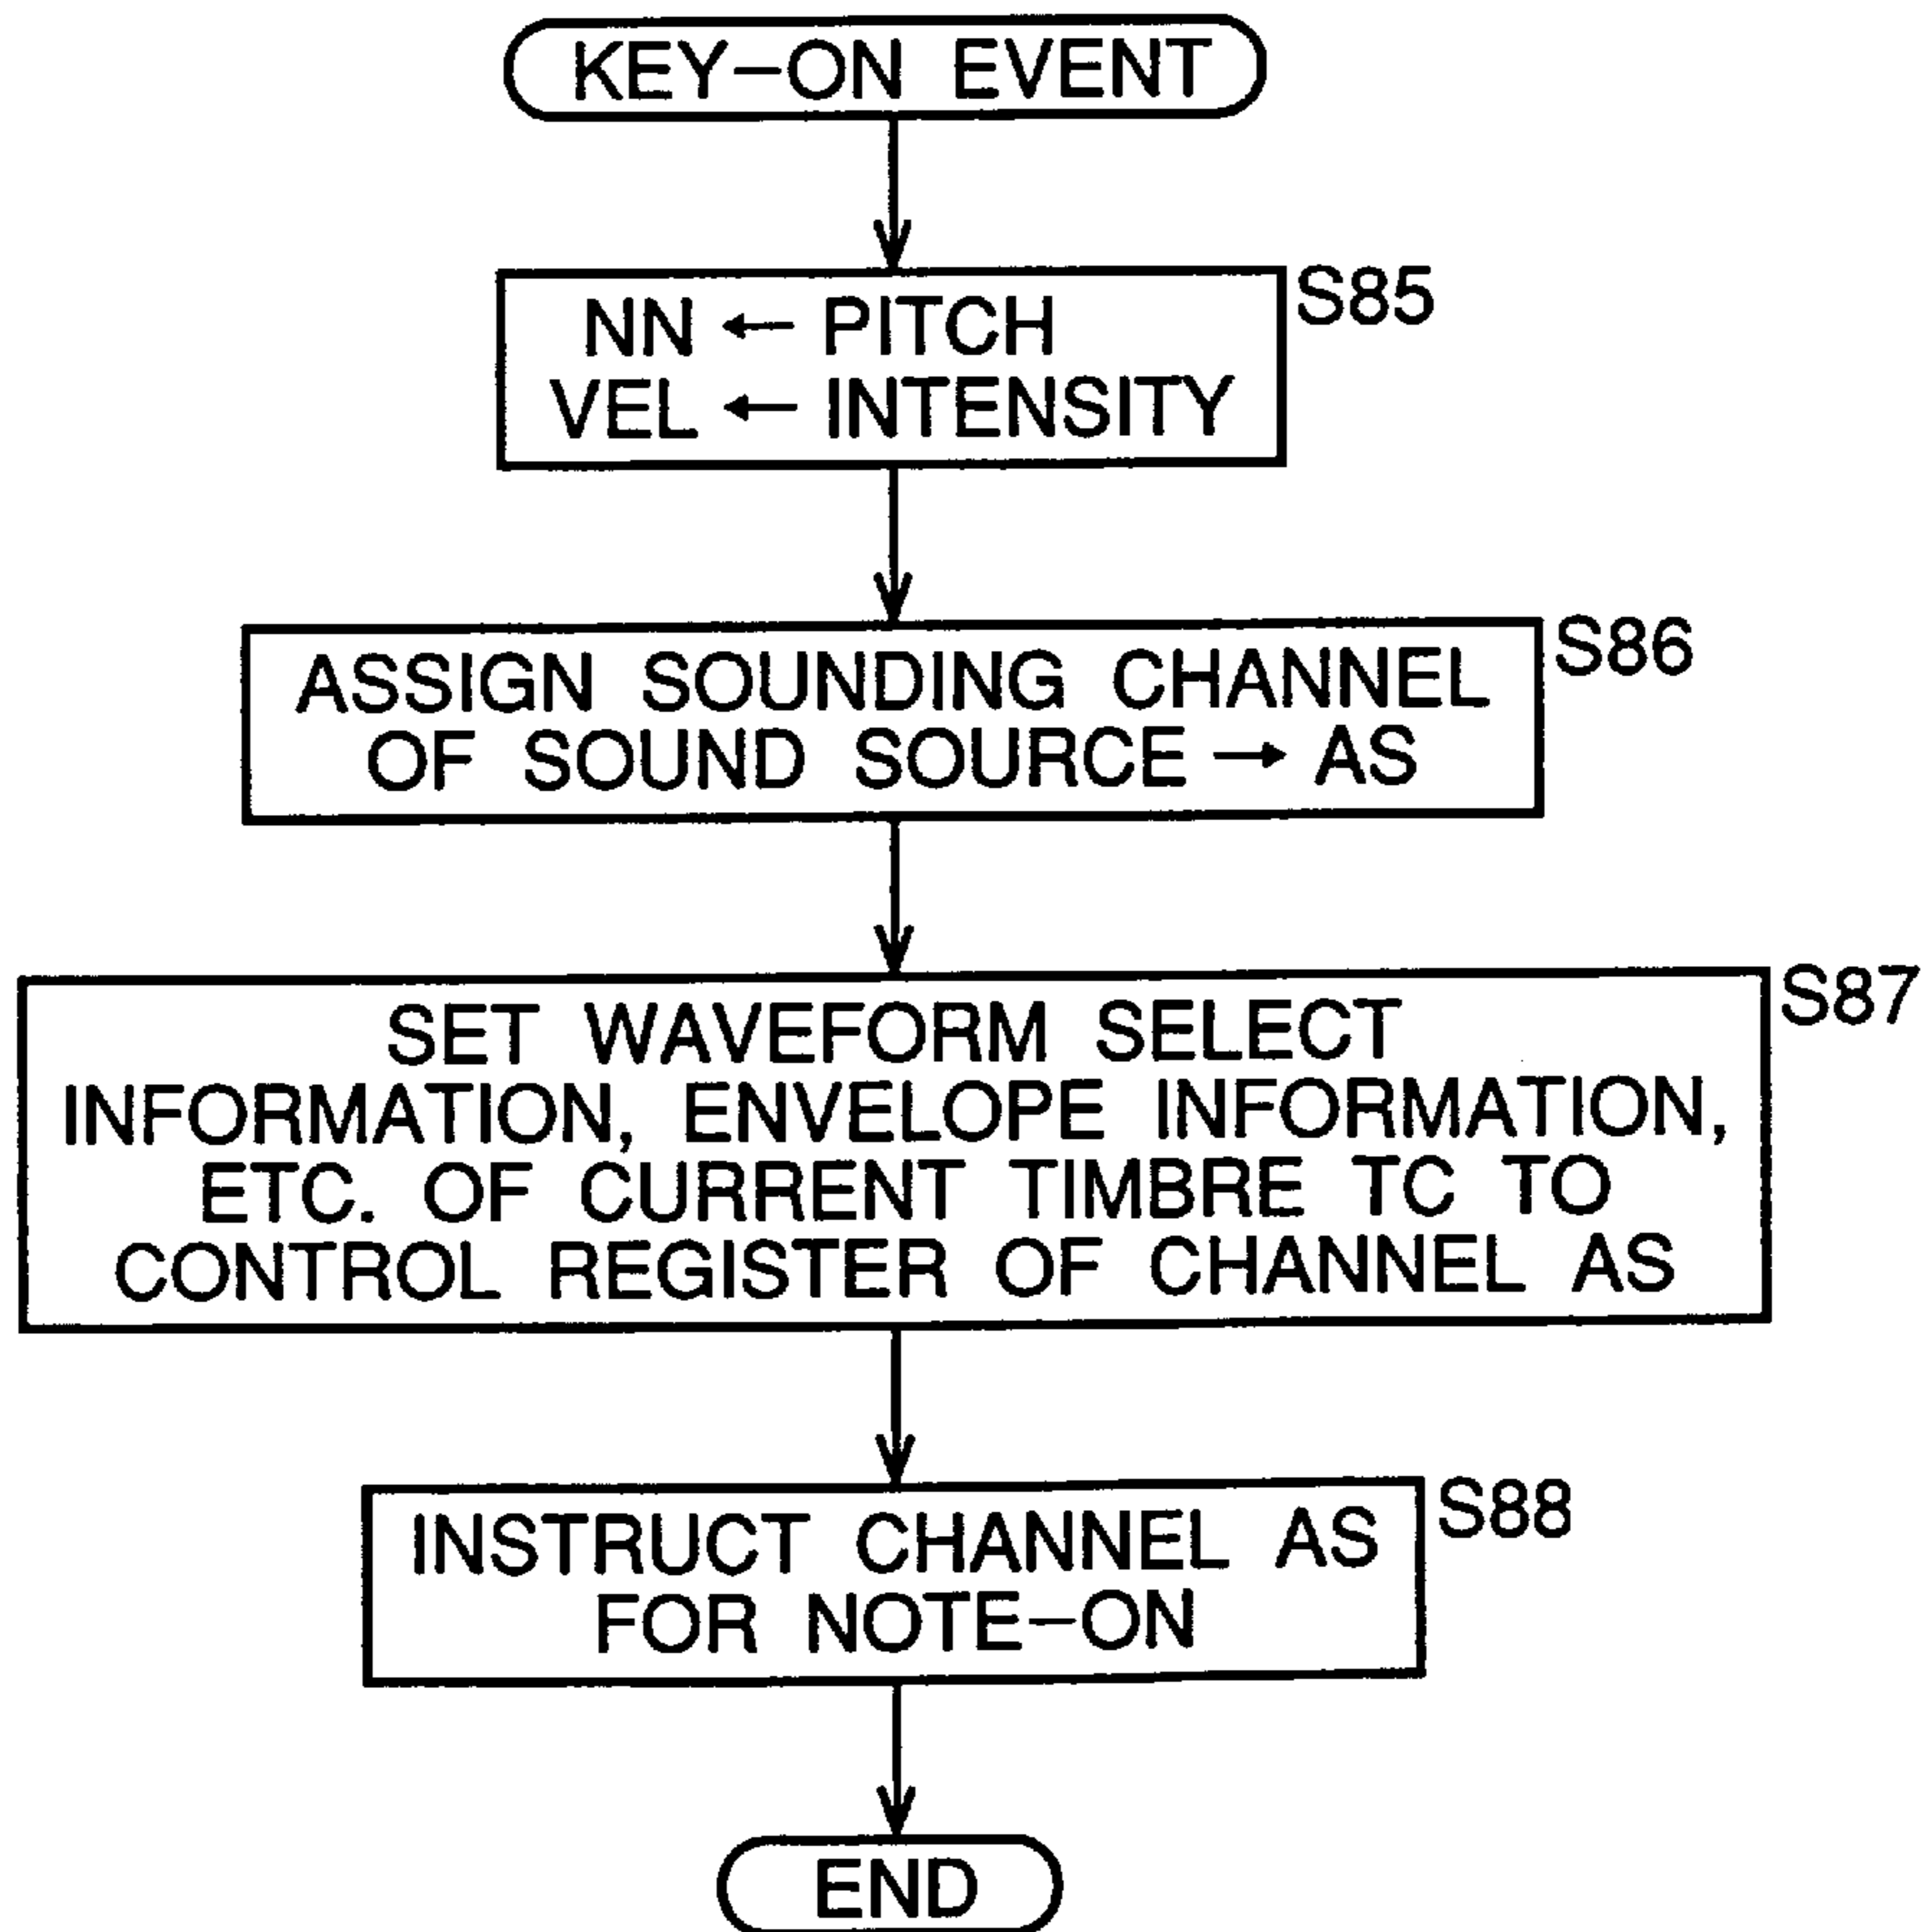 KEY-ON EVENT
S85
NN ← PITCH
VEL ← INTENSITY
S86
ASSIGN SOUNDING CHANNEL
OF SOUND SOURCE → AS
S87
SET WAVEFORM SELECT
INFORMATION, ENVELOPE INFORMATION,
ETC. OF CURRENT TIMBRE TC TO
CONTROL REGISTER OF CHANNEL AS
S88
INSTRUCT CHANNEL AS
FOR NOTE-ON
END